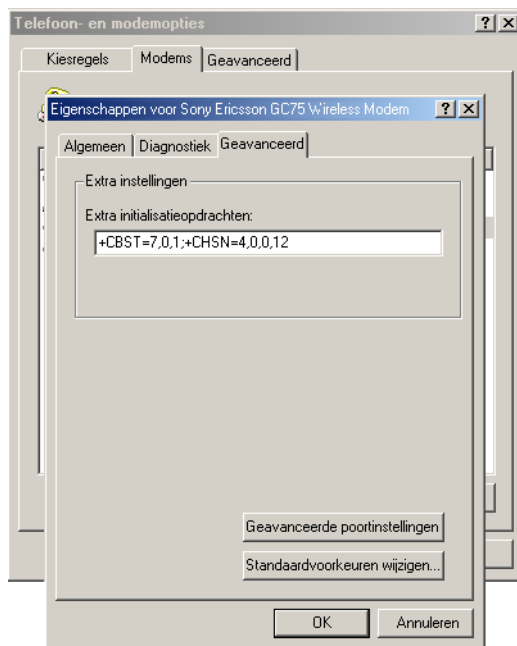 Telefoon- en modemopties
Kiesregels Modems Geavanceerd
Eigenschappen voor Sony Ericsson GC75 Wireless Modem
Algemeen Diagnostiek Geavanceerd
Extra instellingen
Extra initialisatieopdrachten:
+CBST=7,0,1;+CHSN=4,0,0,12
Geavanceerde poortinstellingen
Standaardvoorkeuren wijzigen...
OK Annuleren